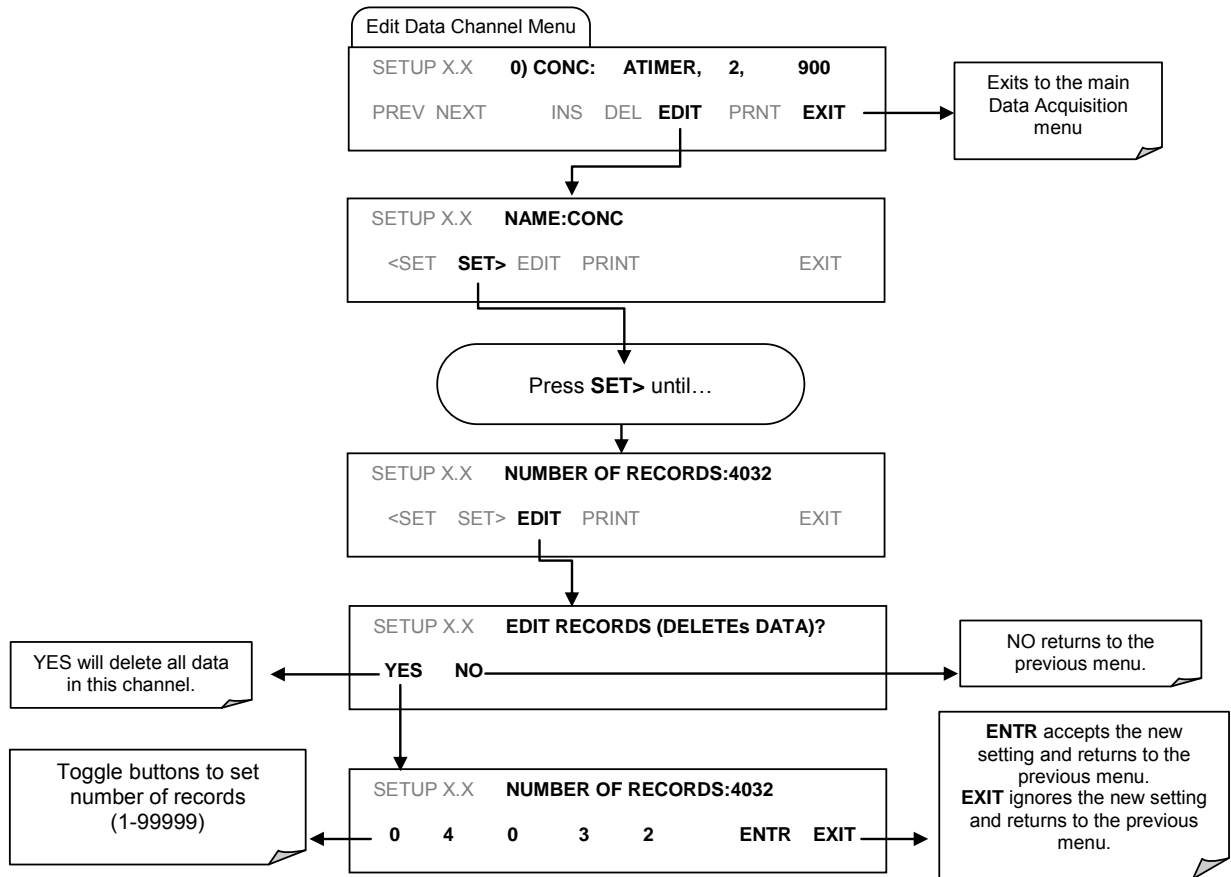 Edit Data Channel Menu
SETUP X.X 0) CONC: ATIMER, 2, 900
PREV NEXT INS DEL EDIT PRNT EXIT
Exits to the main
Data Acquisition
menu
SETUP X.X NAME:CONC
<SET SET> EDIT PRINT EXIT
Press SET> until…
SETUP X.X NUMBER OF RECORDS:4032
<SET SET> EDIT PRINT EXIT
SETUP X.X EDIT RECORDS (DELETEs DATA)?
YES NO
YES will delete all data
in this channel.
NO returns to the
previous menu.
Toggle buttons to set
number of records
(1-99999)
SETUP X.X NUMBER OF RECORDS:4032
0 4 0 3 2 ENTR EXIT
ENTR accepts the new
setting and returns to the
previous menu.
EXIT ignores the new setting
and returns to the previous
menu.